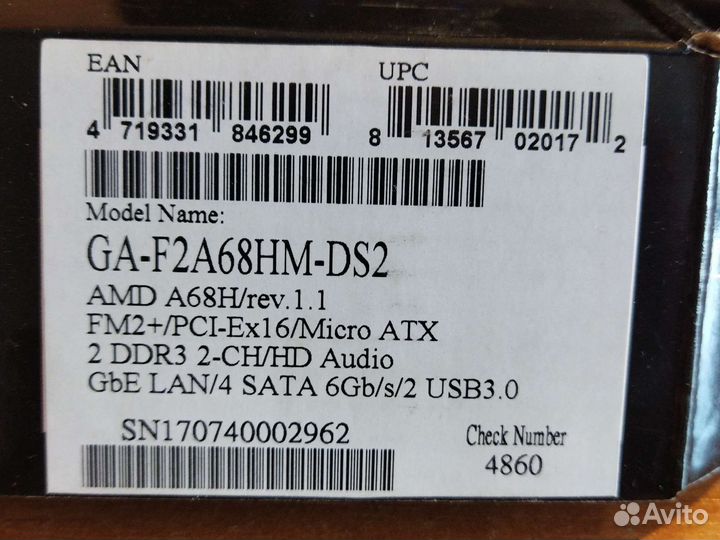 EAN UPC
4 719331 846299 8 13567 02017 2
Model Name:
GA-F2A68HM-DS2
AMD A68H/rev.1.1
FM2+/PCI-Ex16/Micro ATX
2 DDR3 2-CH/HD Audio
GbE LAN/4 SATA 6Gb/s/2 USB3.0
SN170740002962 Check Number
4860
Avito